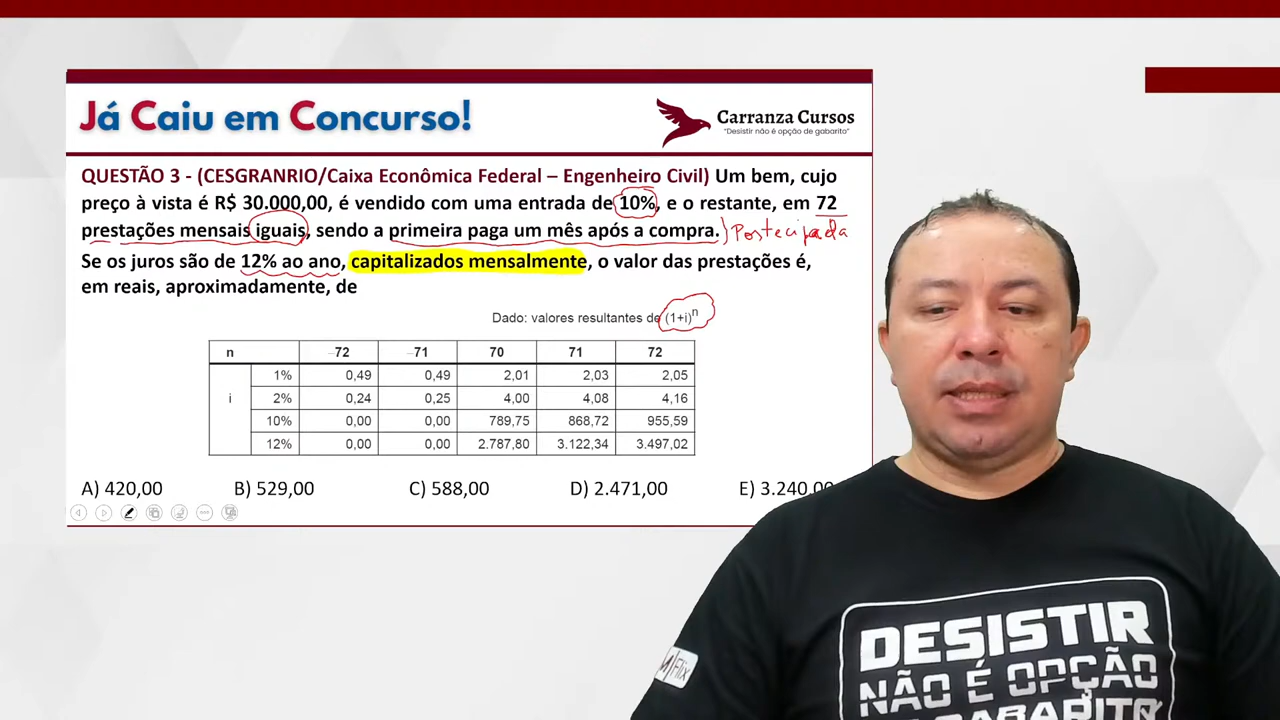 Já Caiu em Concurso!
Carranza Cursos
"Desistir não é opção de gabarito"
QUESTÃO 3 - (CESGRANRIO/Caixa Econômica Federal – Engenheiro Civil) Um bem, cujo
preço à vista é R$ 30.000,00, é vendido com uma entrada de 10%, e o restante, em 72
prestações mensais iguais, sendo a primeira paga um mês após a compra. Postecipada
Se os juros são de 12% ao ano, capitalizados mensalmente, o valor das prestações é,
em reais, aproximadamente, de
Dado: valores resultantes de (1+i)ⁿ
n –72 –71 70 71 72
1% 0,49 0,49 2,01 2,03 2,05
i 2% 0,24 0,25 4,00 4,08 4,16
10% 0,00 0,00 789,75 868,72 955,59
12% 0,00 0,00 2.787,80 3.122,34 3.497,02
A) 420,00 B) 529,00 C) 588,00 D) 2.471,00 E) 3.240,00
DESISTIR
NÃO É OPÇÃO
Flix